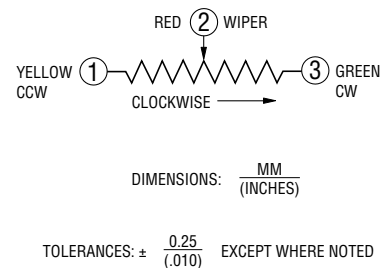 RED 2 WIPER
YELLOW 1 3 GREEN
CCW CW
CLOCKWISE
DIMENSIONS: MM
(INCHES)
TOLERANCES: ± 0.25
(.010) EXCEPT WHERE NOTED